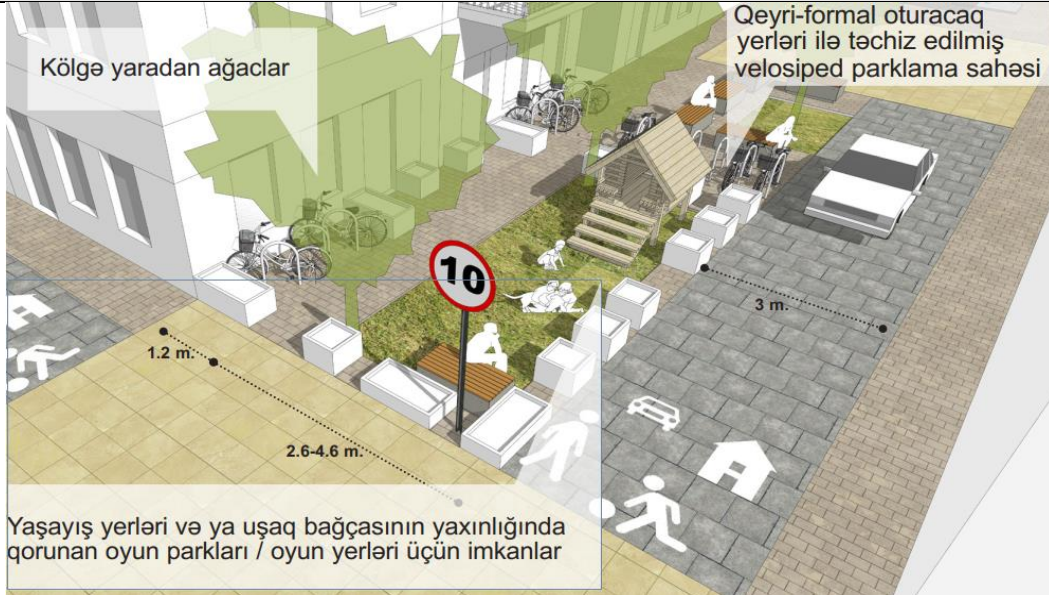 Qeyri-formal oturacaq
yerləri ilə təchiz edilmiş
velosiped parklama sahəsi
Kölgə yaradan ağaclar
10
3 m.
1.2 m.
2.6-4.6 m.
Yaşayış yerləri və ya uşaq bağçasının yaxınlığında
qorunan oyun parkları / oyun yerləri üçün imkanlar